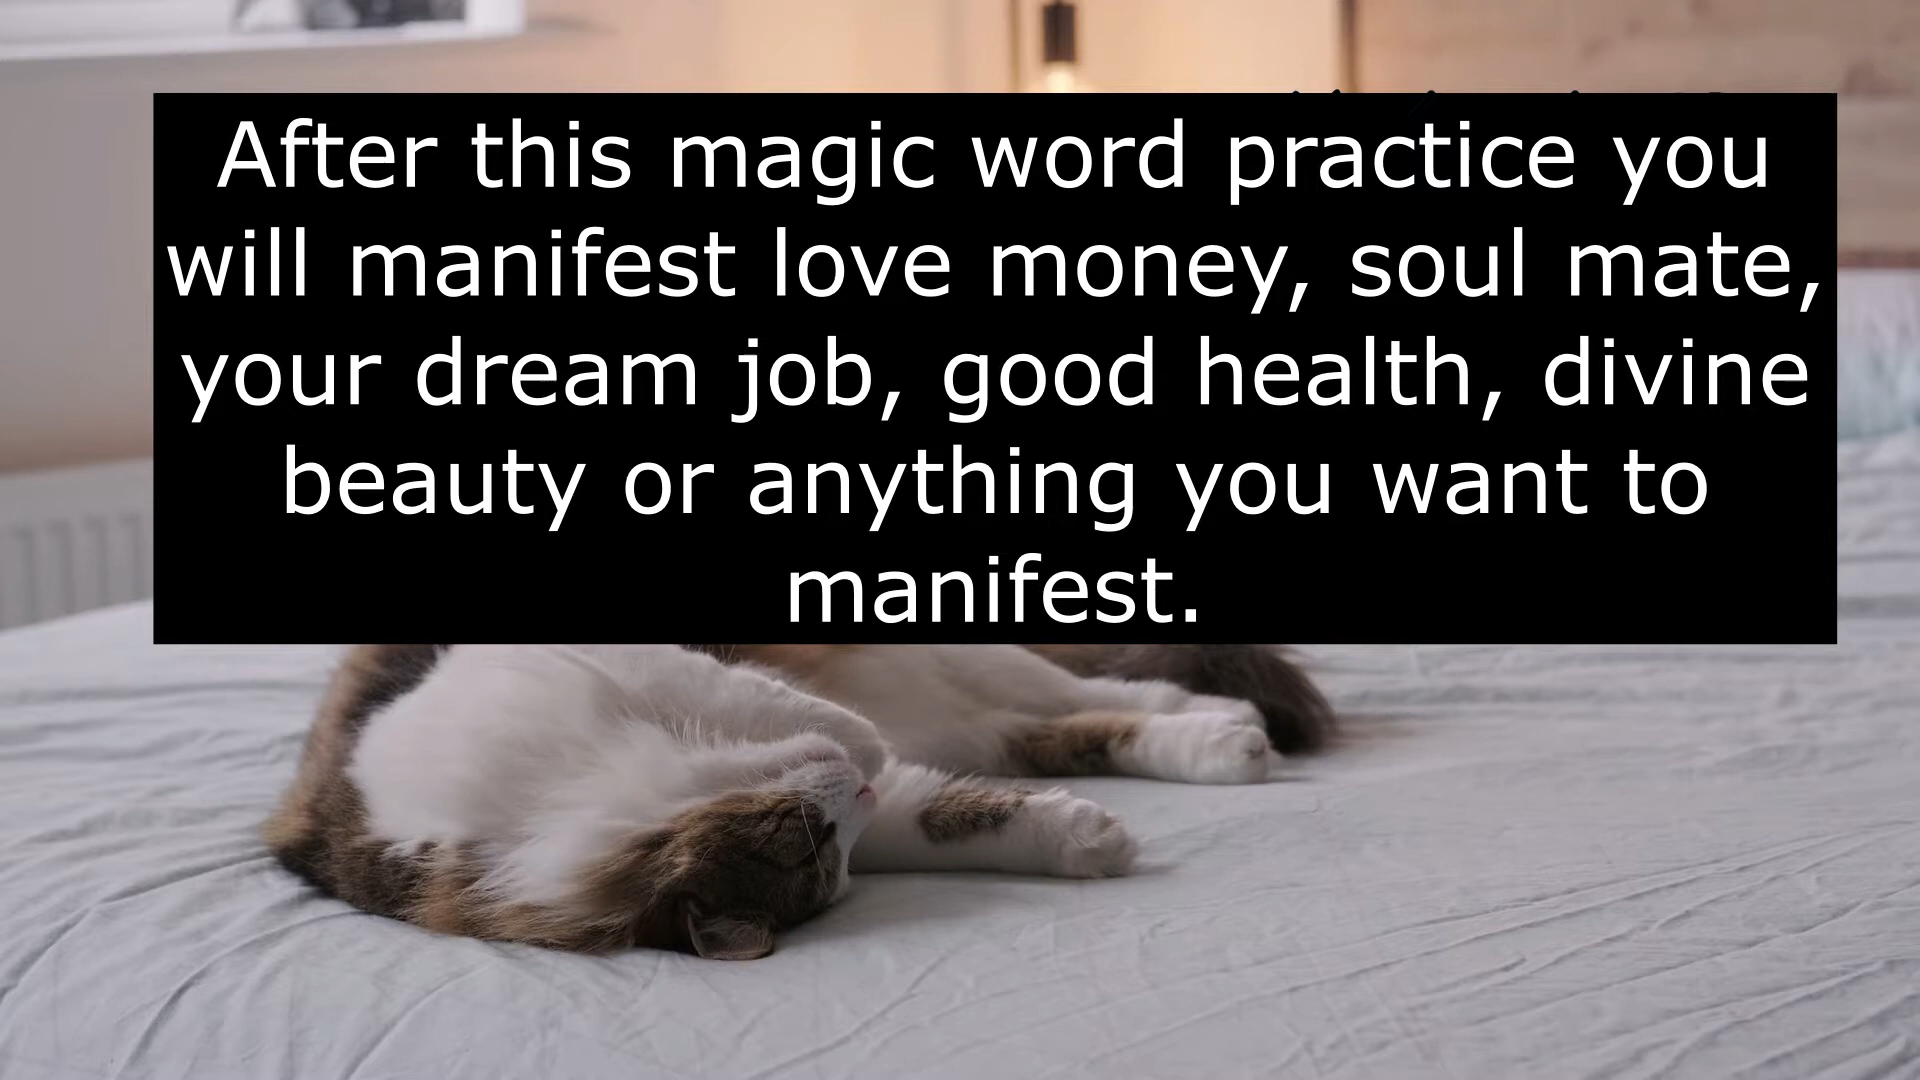 After this magic word practice you
will manifest love money, soul mate,
your dream job, good health, divine
beauty or anything you want to
manifest.